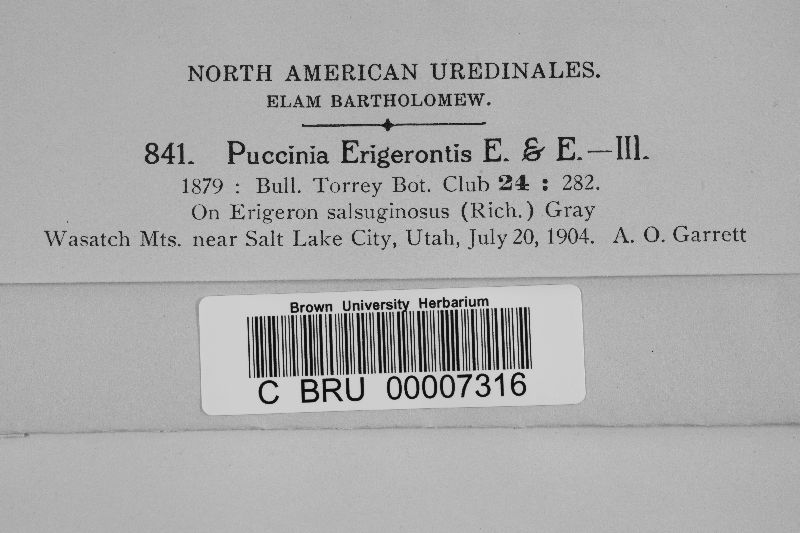 NORTH AMERICAN UREDINALES.
ELAM BARTHOLOMEW.
841. Puccinia Erigerontis E. & E.—III.
1879 : Bull. Torrey Bot. Club 24 : 282.
On Erigeron salsuginosus (Rich.) Gray
Wasatch Mts. near Salt Lake City, Utah, July 20, 1904. A. O. Garrett
Brown University Herbarium
C BRU 00007316